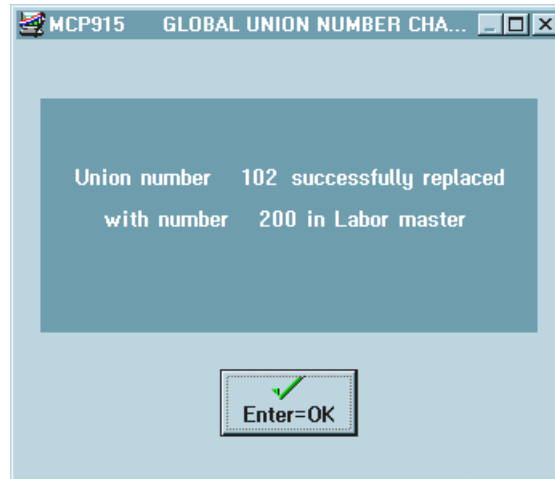 MCP915 GLOBAL UNION NUMBER CHA...
Union number 102 successfully replaced
with number 200 in Labor master
Enter=OK